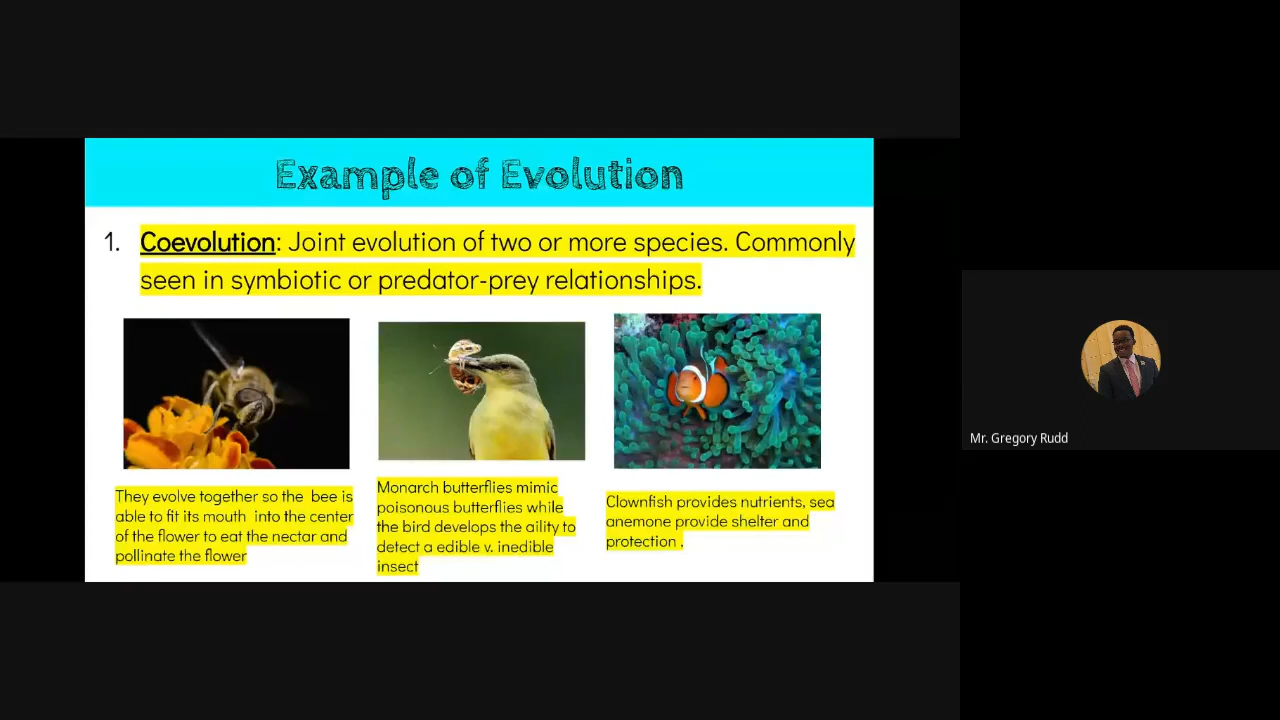 Example of Evolution
1. Coevolution: Joint evolution of two or more species. Commonly
seen in symbiotic or predator-prey relationships.
They evolve together so the bee is
able to fit its mouth into the center
of the flower to eat the nectar and
pollinate the flower
Monarch butterflies mimic
poisonous butterflies while
the bird develops the aility to
detect a edible v. inedible
insect
Clownfish provides nutrients, sea
anemone provide shelter and
protection .
Mr. Gregory Rudd